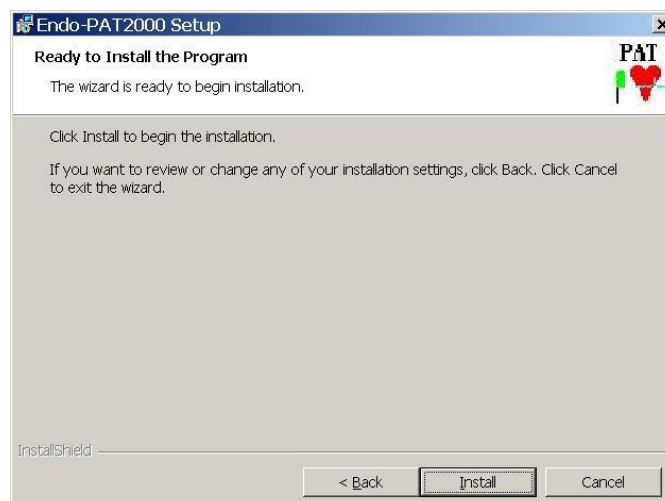 Endo-PAT2000 Setup
Ready to Install the Program
PAT
The wizard is ready to begin installation.
Click Install to begin the installation.
If you want to review or change any of your installation settings, click Back. Click Cancel
to exit the wizard.
InstallShield
< Back Install Cancel